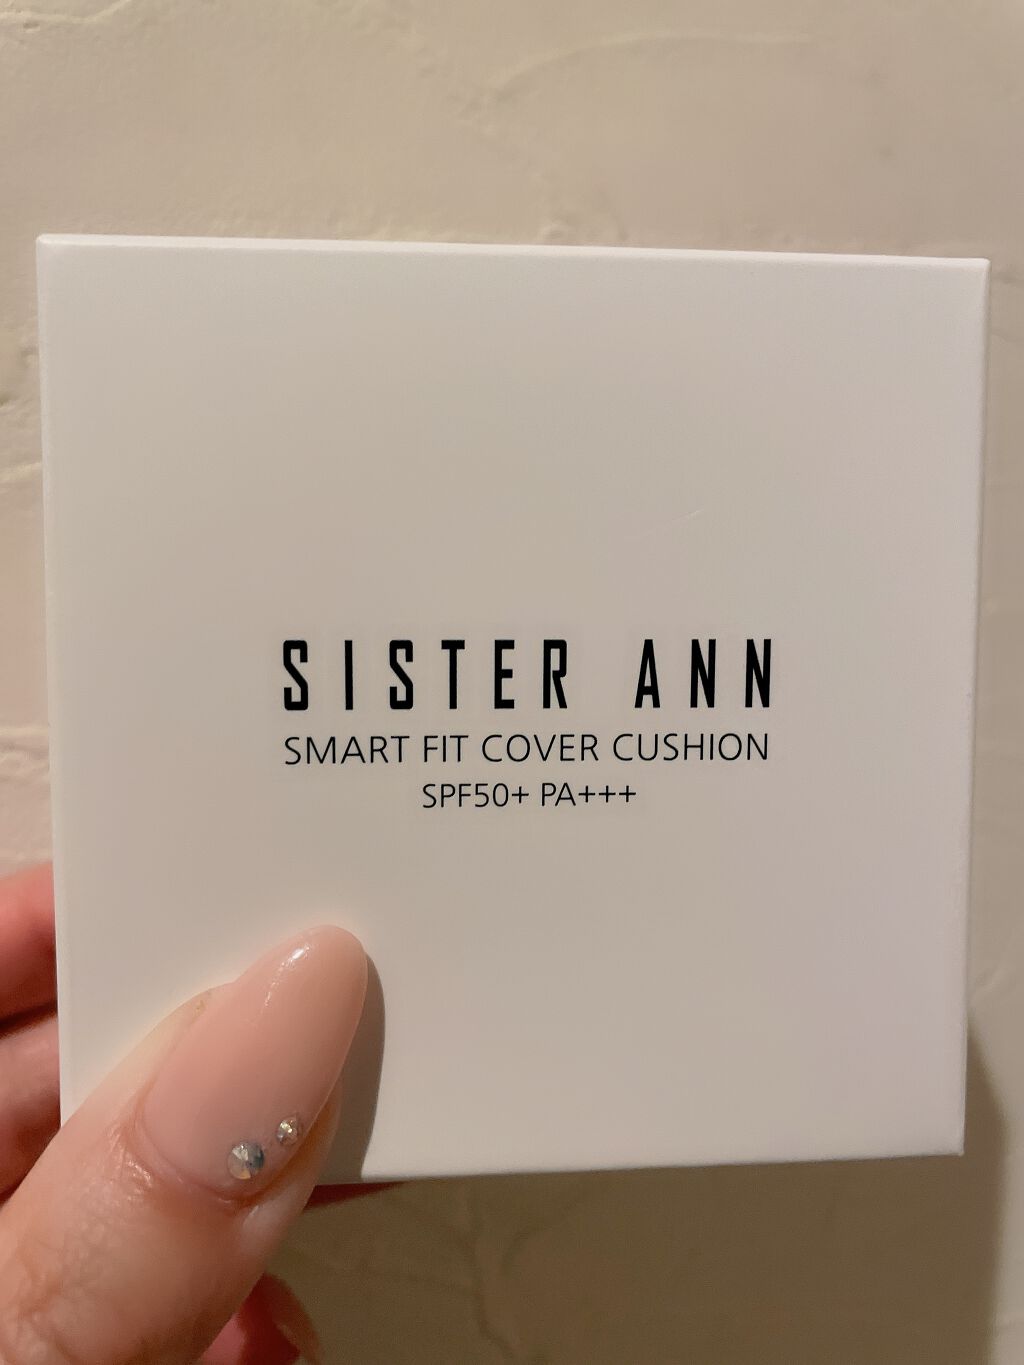 SISTER ANN
SMART FIT COVER CUSHION
SPF50+ PA+++